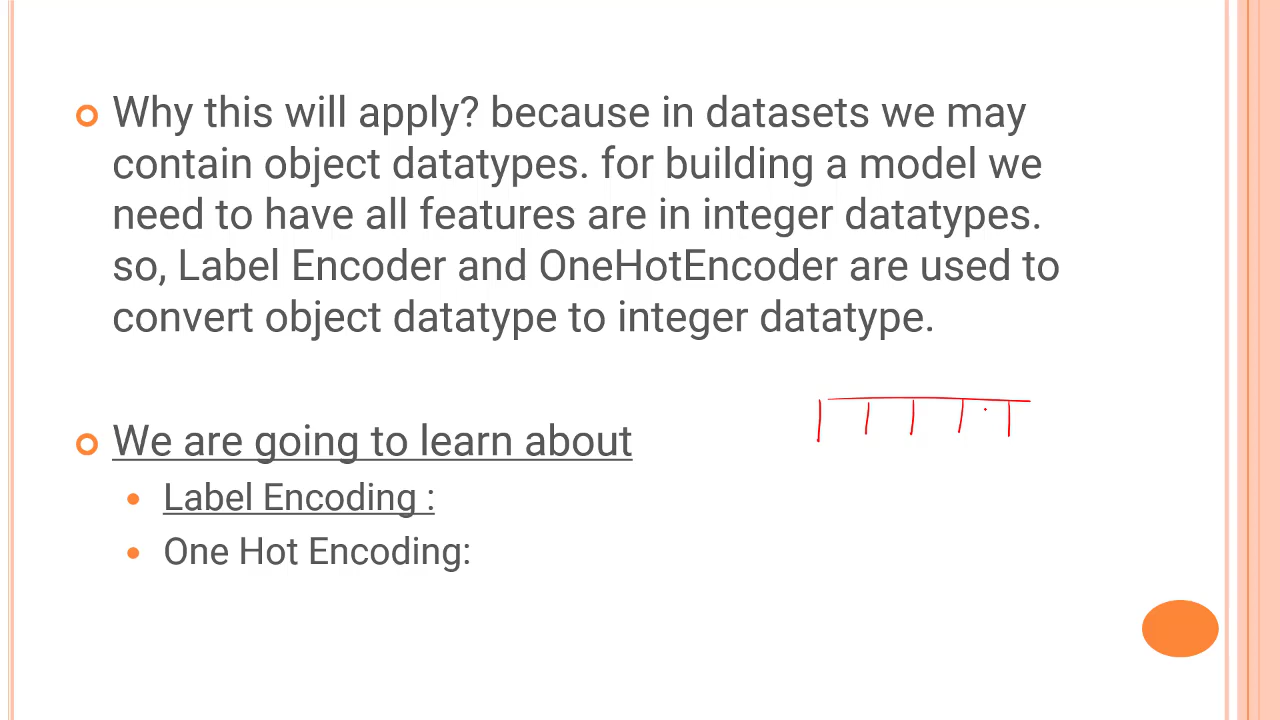 Why this will apply? because in datasets we may
contain object datatypes. for building a model we
need to have all features are in integer datatypes.
so, Label Encoder and OneHotEncoder are used to
convert object datatype to integer datatype.
We are going to learn about
Label Encoding :
One Hot Encoding: